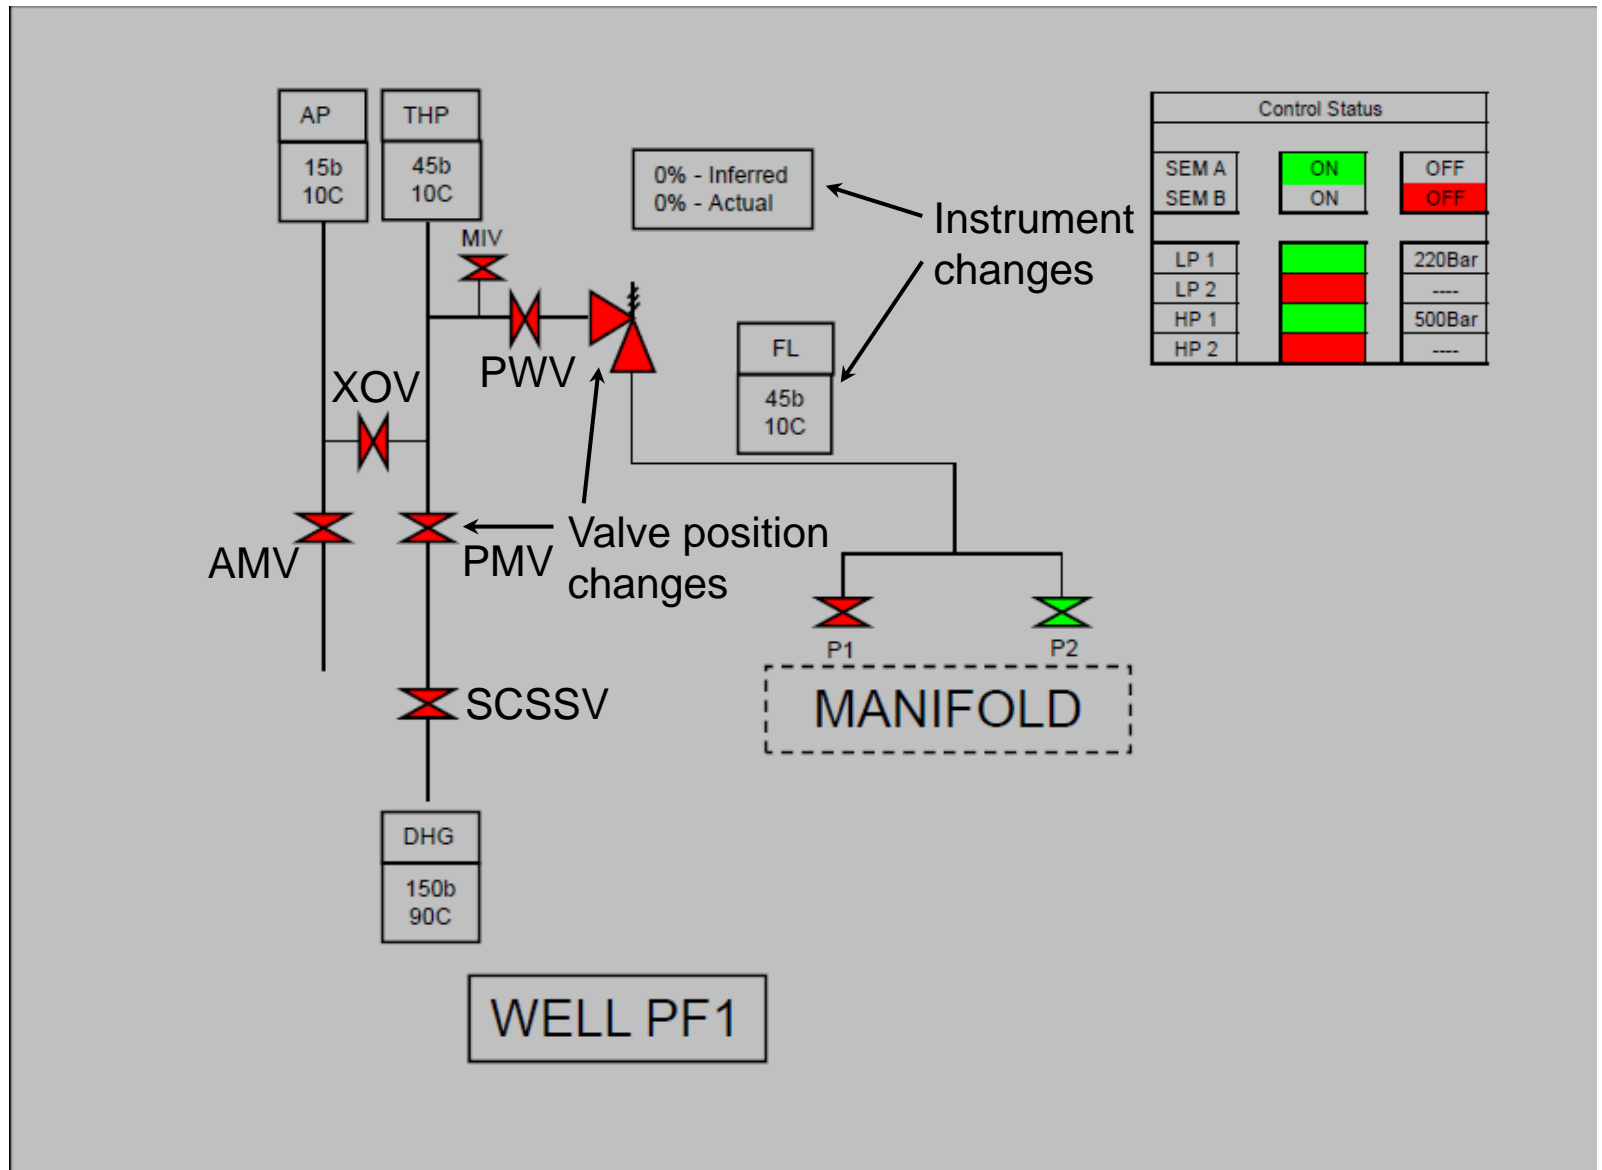 AP
THP
15b
10C
45b
10C
MIV
0% - Inferred
0% - Actual
Instrument
changes
Control Status
SEM A ON OFF
SEM B ON OFF
LP 1 220Bar
LP 2 ----
HP 1 500Bar
HP 2 ----
PWV
FL
45b
10C
XOV
AMV
PMV
Valve position
changes
P1
P2
MANIFOLD
SCSSV
DHG
150b
90C
WELL PF1